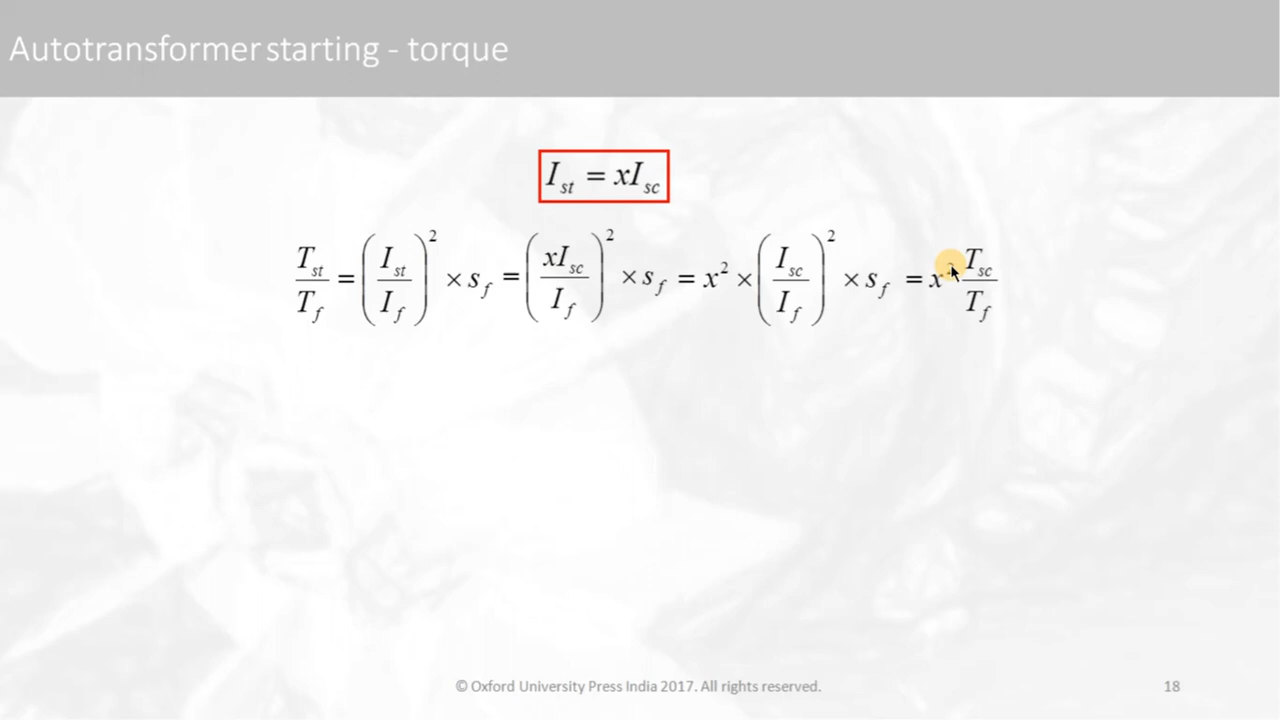 Autotransformer starting - torque
I_st = xI_sc
T_st/T_f = (I_st/I_f)^2 × s_f = (xI_sc/I_f)^2 × s_f = x^2 × (I_sc/I_f)^2 × s_f = x^2 T_sc/T_f
© Oxford University Press India 2017. All rights reserved.
18